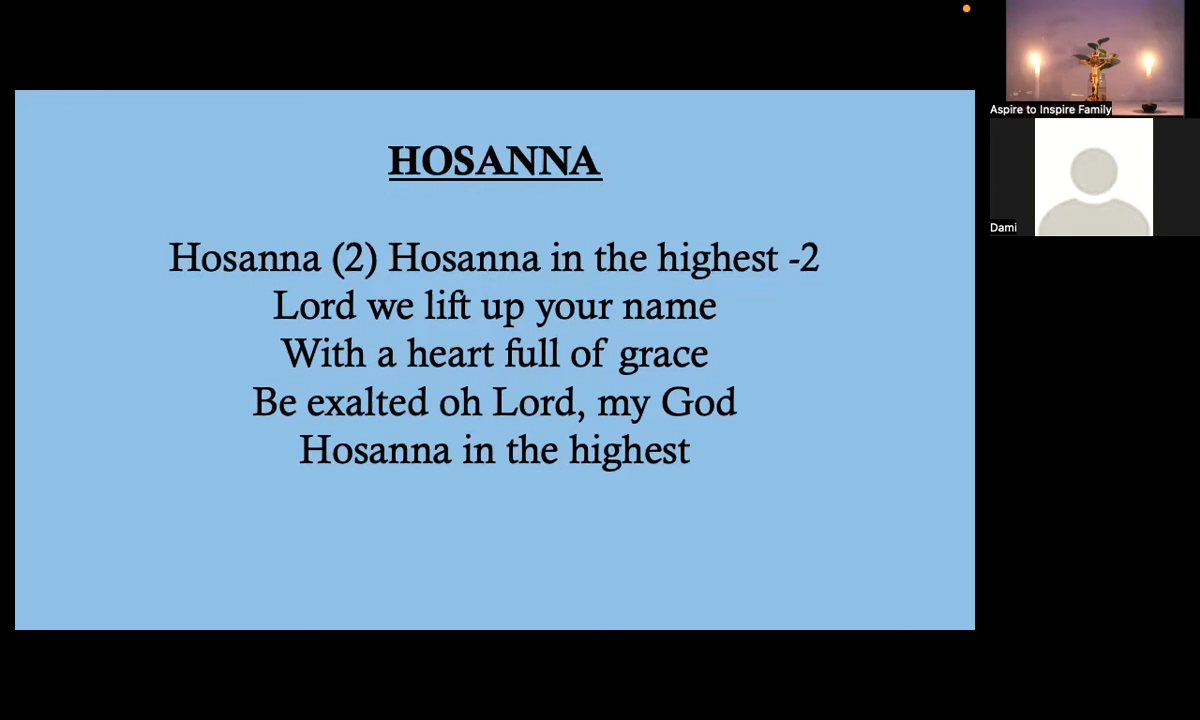 HOSANNA
Hosanna (2) Hosanna in the highest -2
Lord we lift up your name
With a heart full of grace
Be exalted oh Lord, my God
Hosanna in the highest
Aspire to Inspire Family
Dami